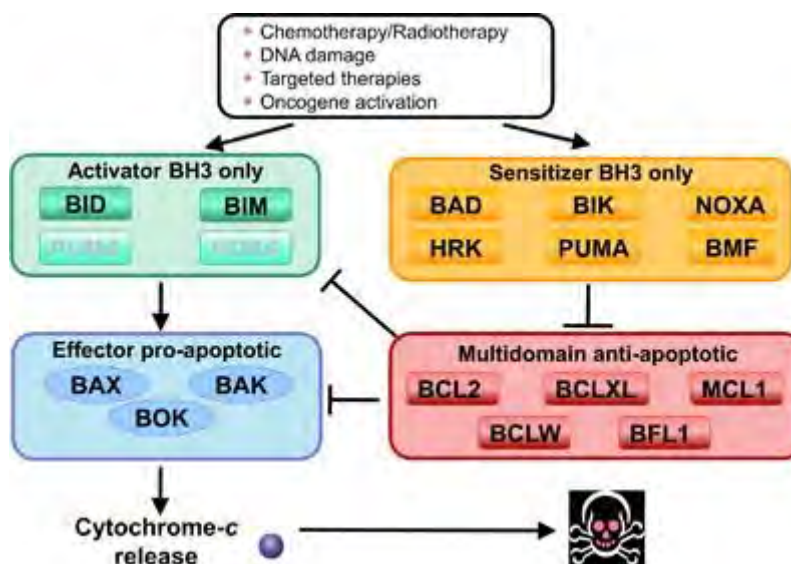 Chemotherapy/Radiotherapy
DNA damage
Targeted therapies
Oncogene activation
Activator BH3 only
BID BIM
Sensitizer BH3 only
BAD BIK NOXA
HRK PUMA BMF
Effector pro-apoptotic
BAX BAK
BOK
Multidomain anti-apoptotic
BCL2 BCLXL MCL1
BCLW BFL1
Cytochrome-c
release